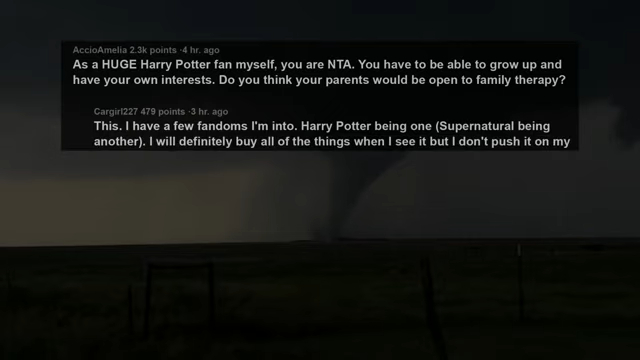 AccioAmelia 2.3k points ·4 hr. ago
As a HUGE Harry Potter fan myself, you are NTA. You have to be able to grow up and
have your own interests. Do you think your parents would be open to family therapy?
Cargirl227 479 points ·3 hr. ago
This. I have a few fandoms I'm into. Harry Potter being one (Supernatural being
another). I will definitely buy all of the things when I see it but I don't push it on my